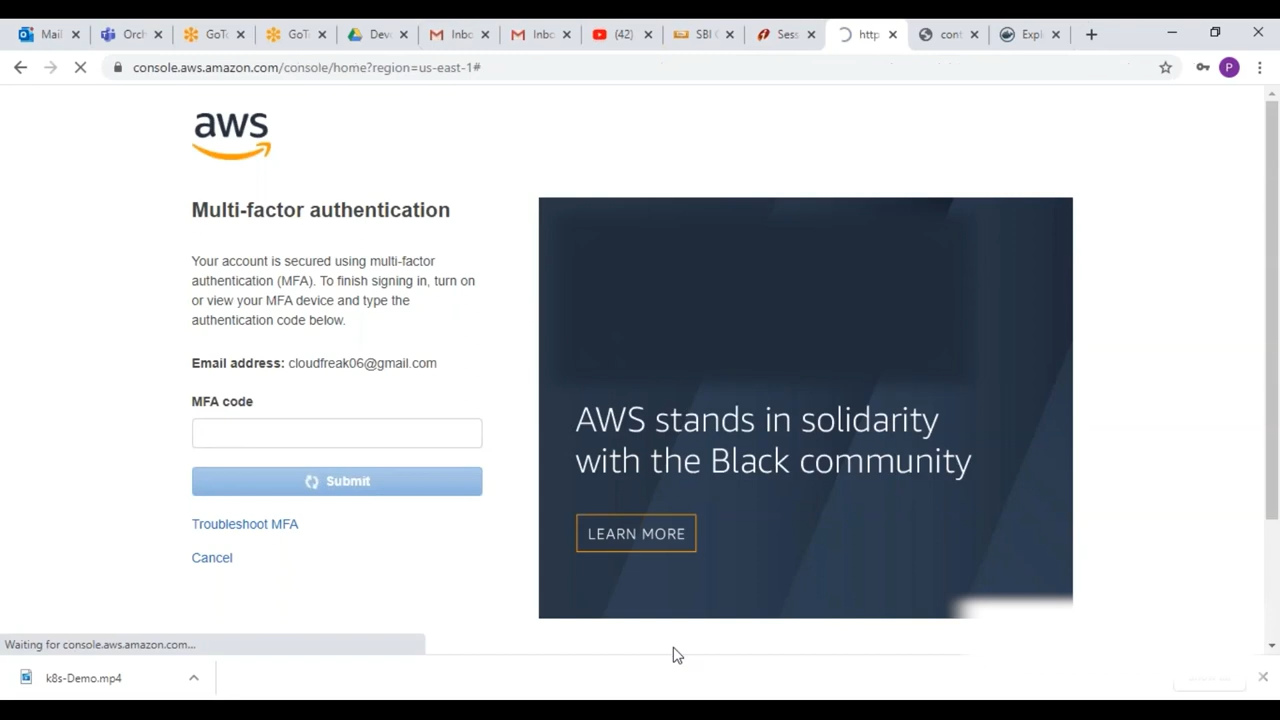 Mail
Orch
GoTo
GoTo
Deve
Inbo
Inbo
(42)
SBI C
Sess
http
cont
Expl
console.aws.amazon.com/console/home?region=us-east-1#
P
aws
Multi-factor authentication
Your account is secured using multi-factor
authentication (MFA). To finish signing in, turn on
or view your MFA device and type the
authentication code below.
Email address: cloudfreak06@gmail.com
MFA code
Submit
Troubleshoot MFA
Cancel
AWS stands in solidarity
with the Black community
LEARN MORE
Waiting for console.aws.amazon.com...
k8s-Demo.mp4